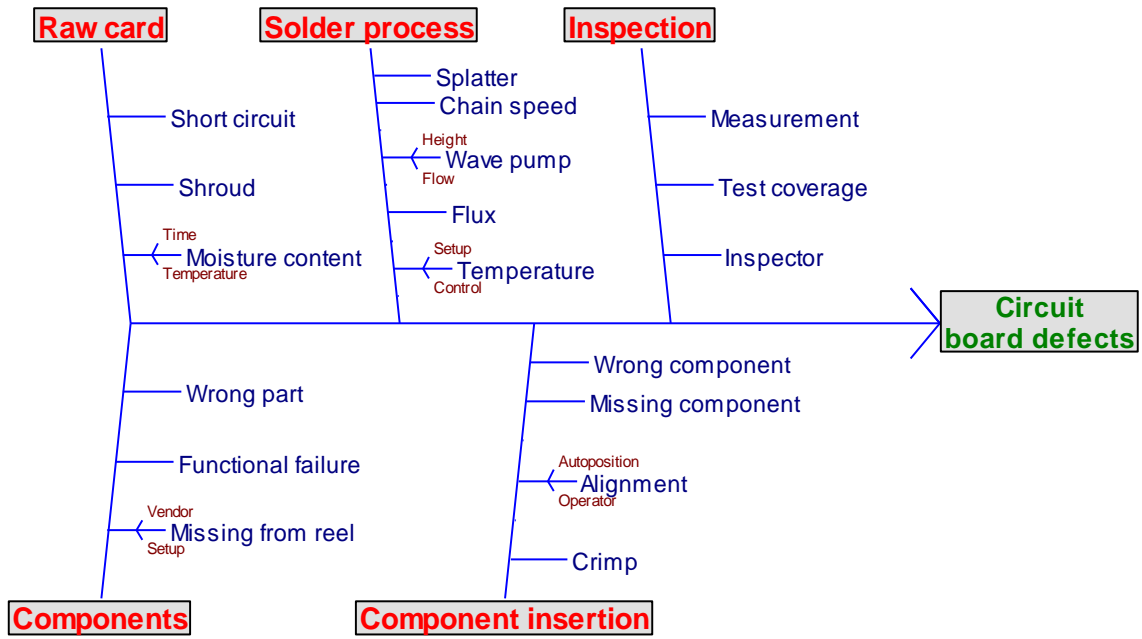 Raw card
Solder process
Inspection
Short circuit
Shroud
Time
Moisture content
Temperature
Splatter
Chain speed
Height
Wave pump
Flow
Flux
Setup
Temperature
Control
Measurement
Test coverage
Inspector
Circuit
board defects
Wrong part
Functional failure
Vendor
Missing from reel
Setup
Wrong component
Missing component
Autoposition
Alignment
Operator
Crimp
Components
Component insertion